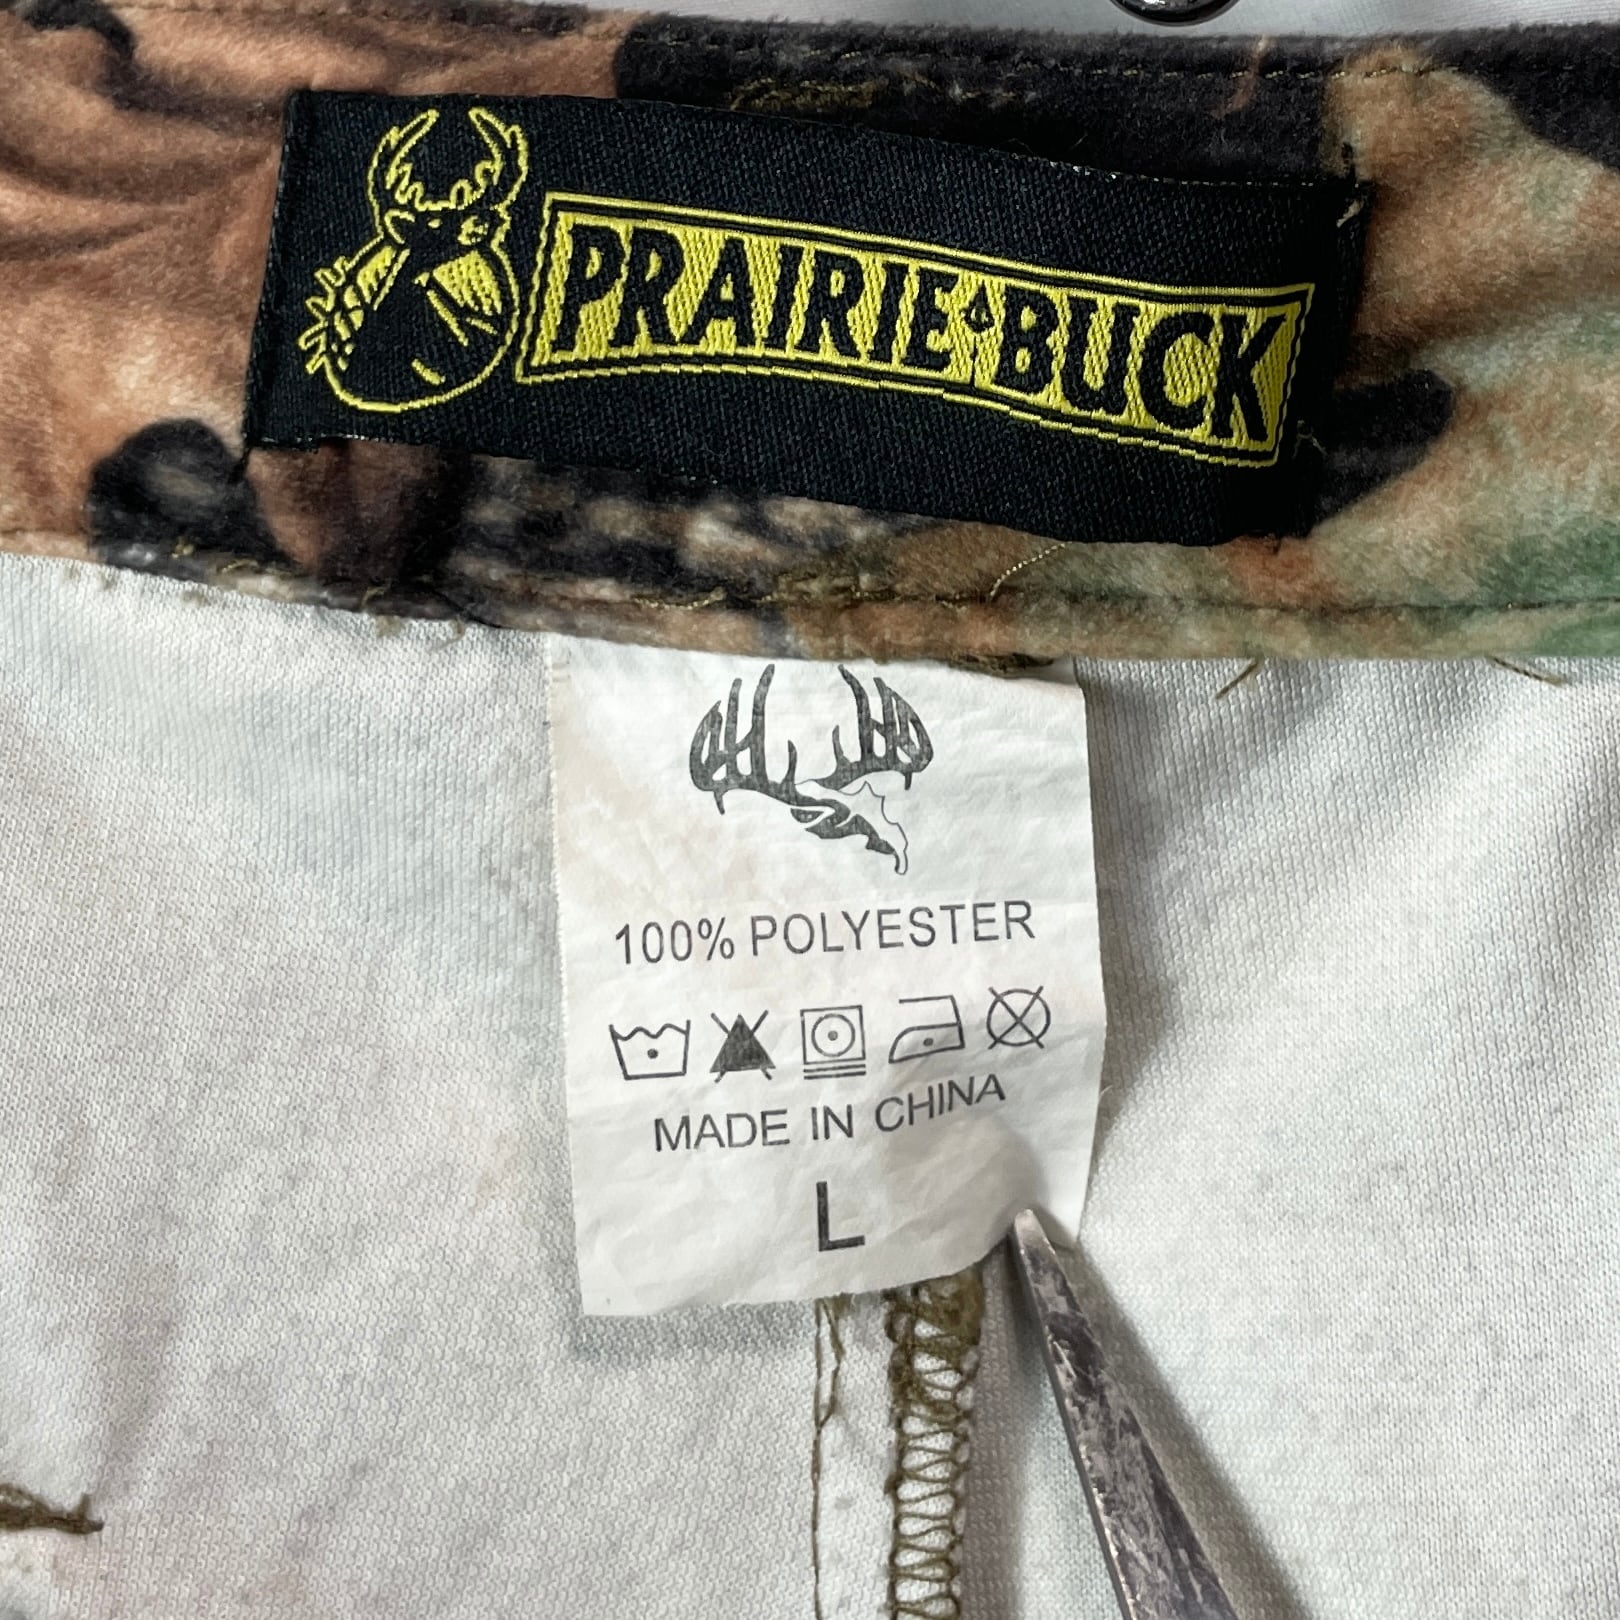 PRAIRIE BUCK
100% POLYESTER
MADE IN CHINA
L